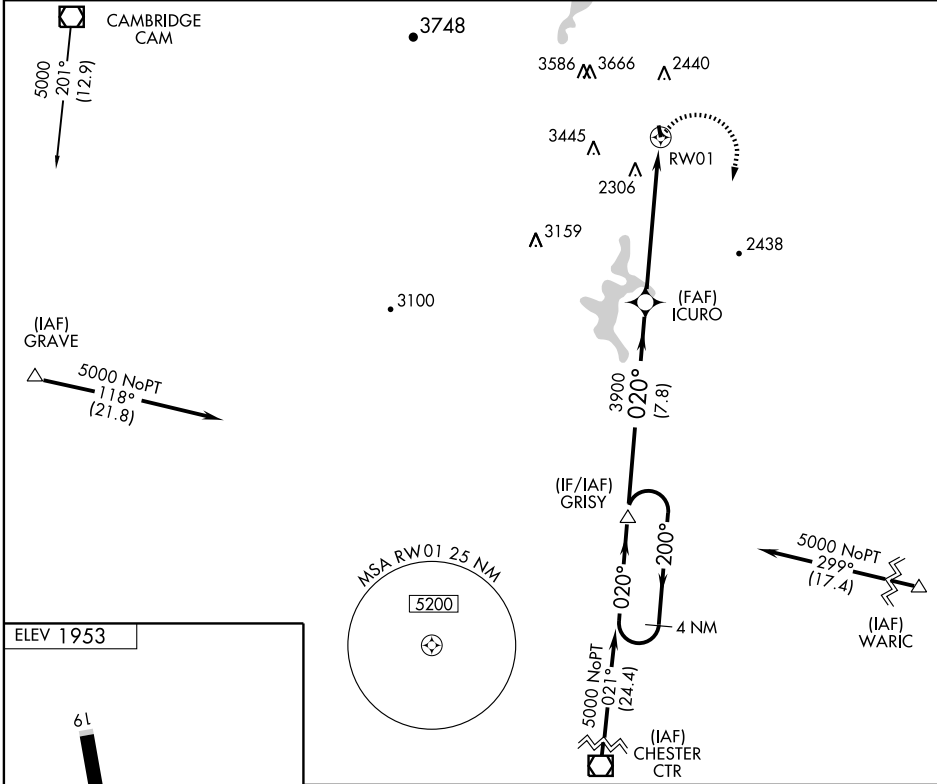 CAMBRIDGE
CAM
5000
201°
(12.9)
3748
3586
3666
2440
3445
RW01
2306
3159
2438
3100
(FAF)
ICURO
(IAF)
GRAVE
5000 NoPT
118°
(21.8)
3900
020°
(7.8)
(IF/IAF)
GRISY
200°
020°
4 NM
5000 NoPT
299°
(17.4)
(IAF)
WARIC
MSA RW01 25 NM
5200
5000 NoPT
021°
(24.4)
(IAF)
CHESTER
CTR
ELEV 1953
19